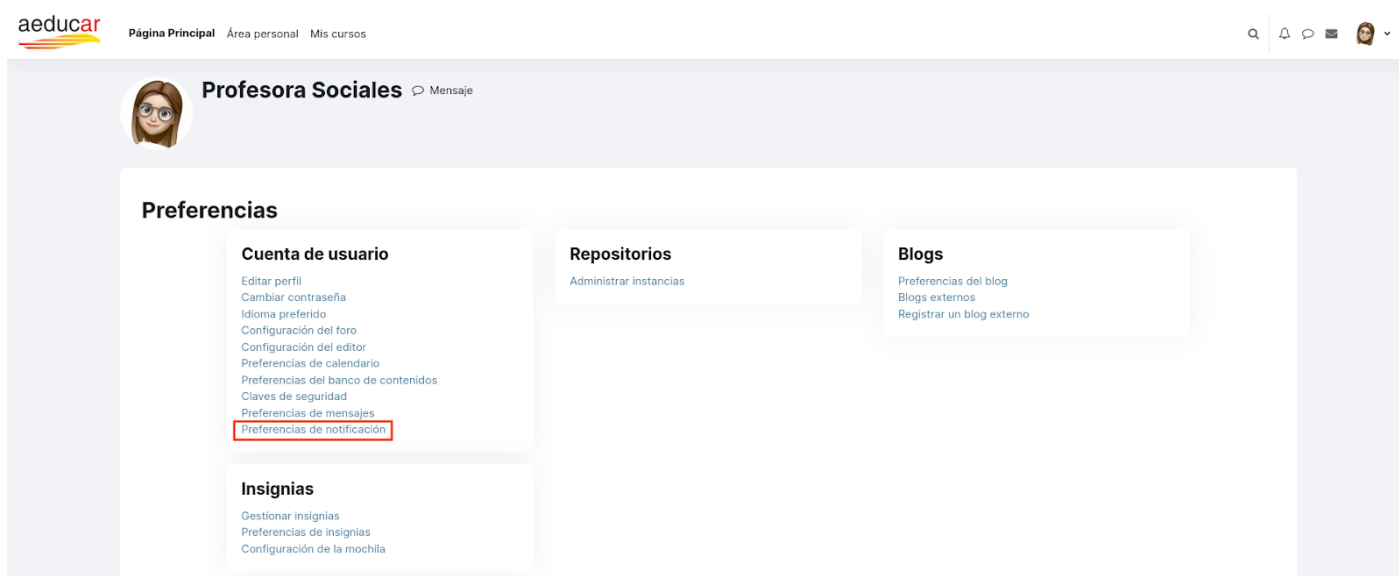 aeducar
Página Principal Área personal Mis cursos
Profesora Sociales Mensaje
Preferencias
Cuenta de usuario
Editar perfil
Cambiar contraseña
Idioma preferido
Configuración del foro
Configuración del editor
Preferencias de calendario
Preferencias del banco de contenidos
Claves de seguridad
Preferencias de mensajes
Preferencias de notificación
Repositorios
Administrar instancias
Blogs
Preferencias del blog
Blogs externos
Registrar un blog externo
Insignias
Gestionar insignias
Preferencias de insignias
Configuración de la mochila